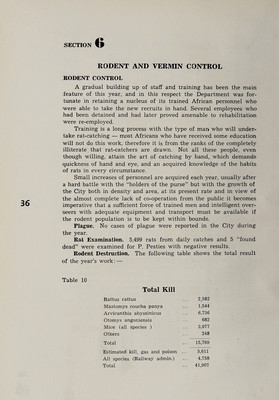 SECTION 6
RODENT AND VERMIN CONTROL
RODENT CONTROL
A gradual building up of staff and training has been the main
feature of this year, and in this respect the Department was for-
tunate in retaining a nucleus of its trained African personnel who
were able to take the new recruits in hand. Several employees who
had been detained and had later proved amenable to rehabilitation
were re-employed.
Training is a long process with the type of man who will under-
take rat-catching — most Africans who have received some education
will not do this work, therefore it is from the ranks of the completely
illiterate that rat-catchers are drawn. Not all these people, even
though willing, attain the art of catching by hand, which demands
quickness of hand and eye, and an acquired knowledge of the habits
of rats in every circumstance.
Small increases of personnel are acquired each year, usually after
a hard battle with the "holders of the purse" but with the growth of
the City both in density and area, at its present rate and in view of
the almost complete lack of co-operation from the public it becomes
imperative that a sufficient force of trained men and intelligent over-
seers with adequate equipment and transport must be available if
the rodent population is to be kept within bounds.
36
Plague. No cases of plague were reported in the City during
the year.
Rat Examination. 5,499 rats from daily catches and 5 "found
dead" were examined for P. Pesties with negative results.
Rodent Destruction. The following table shows the total result
of the year's work: —
Table 10
Total Kill
Rattus rattus ... 2,582
Mastomys coucha panya ... 1,544
Arvicanthis abyssinicus ... 6,736
Otomys angoniensis ... 682
Mice (all species ) ... 3,977
Others ... 248
Total ... 15,769
Estimated kill, gas and poison ...
All species (Railway admin.) ... 4,758
Total